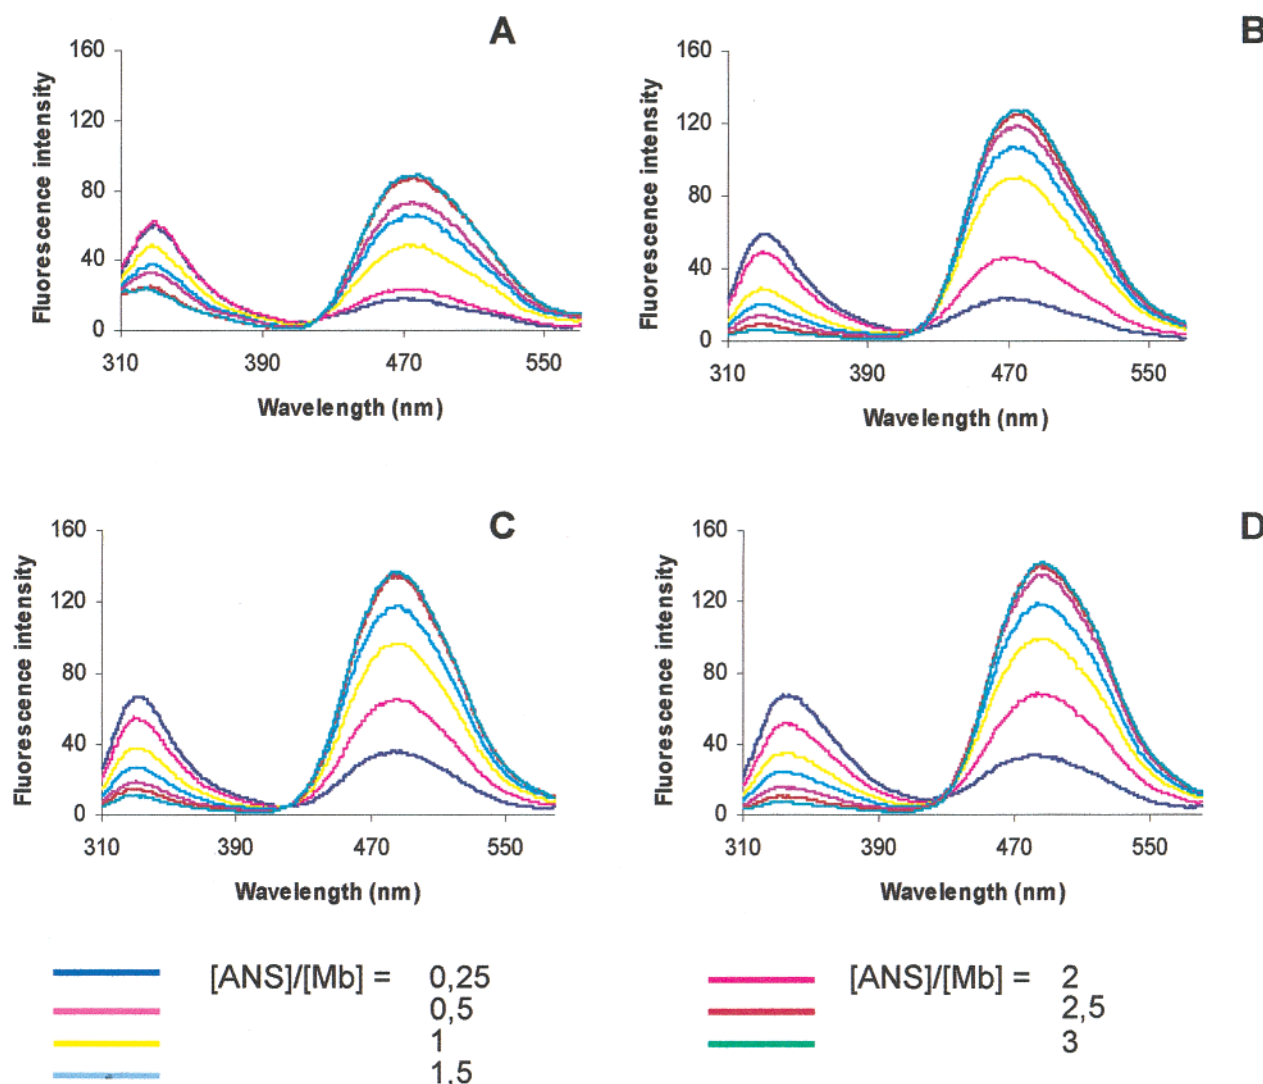 A
160
120
80
40
0
310 390 470 550
Fluorescence intensity
Wavelength (nm)
B
160
120
80
40
0
310 390 470 550
Fluorescence intensity
Wavelength (nm)
C
160
120
80
40
0
310 390 470 550
Fluorescence intensity
Wavelength (nm)
D
160
120
80
40
0
310 390 470 550
Fluorescence intensity
Wavelength (nm)
[ANS]/[Mb] = 0,25
0,5
1
1,5
[ANS]/[Mb] = 2
2,5
3